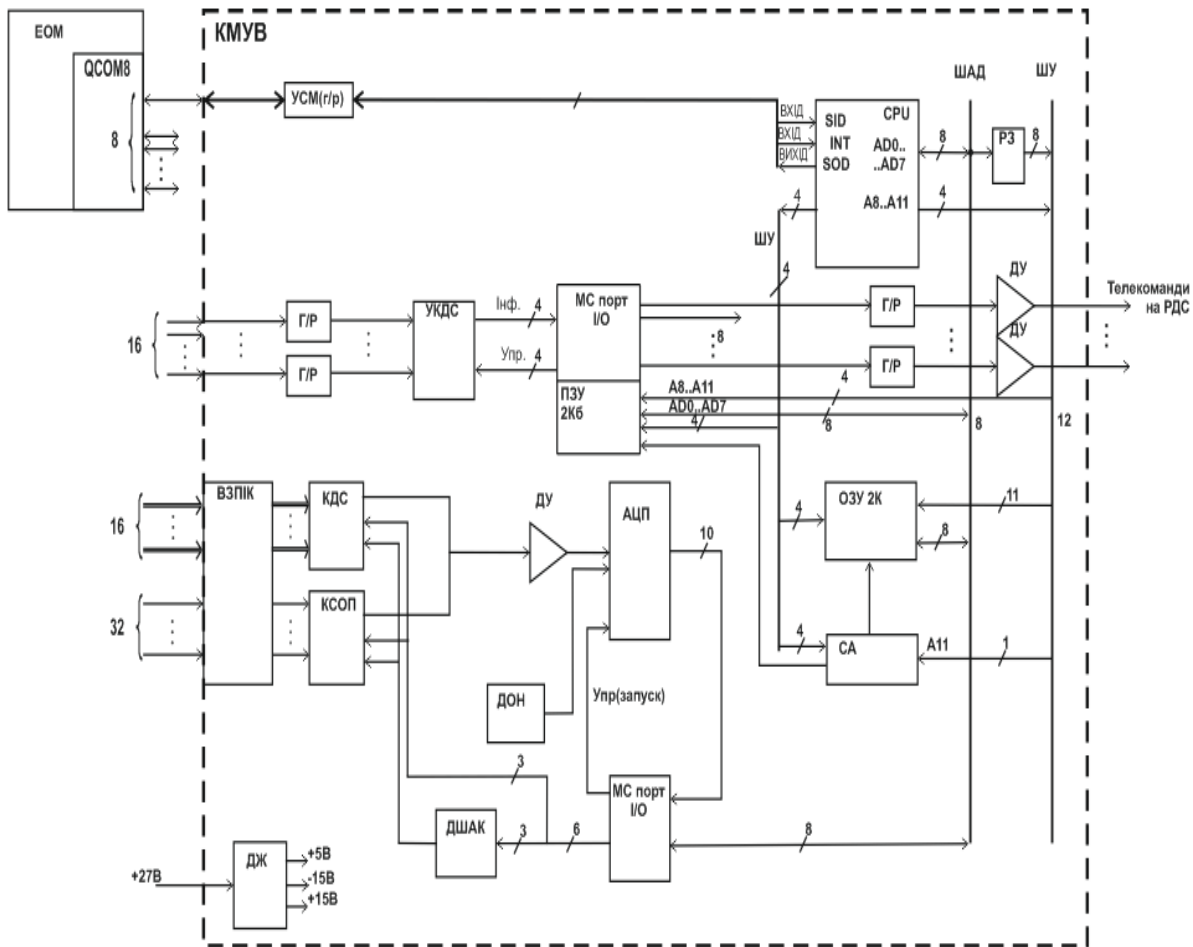 ЕОМ
КМУВ
QCOM8
8
УСМ(г/р)
ШАД
ШУ
ВХІД
ВХІД
ВИХІД
SID
CPU
INT
AD0..
SOD
..AD7
A8..A11
8
РЗ
8
4
4
ШУ
4
16
Г/Р
Г/Р
УКДС
Інф.
4
Упр.
4
МС порт
I/O
8
Г/Р
Г/Р
ДУ
ДУ
Телекоманди
на РДС
ПЗУ
2Кб
A8..A11
4
AD0..AD7
4
8
8
12
16
32
ВЗПІК
КДС
КСОП
ДУ
АЦП
10
ОЗУ 2К
4
11
8
4
СА
A11
1
ДОН
Упр(запуск)
3
МС порт
I/O
ДШАК
3
6
8
+27В
ДЖ
+5В
-15В
+15В